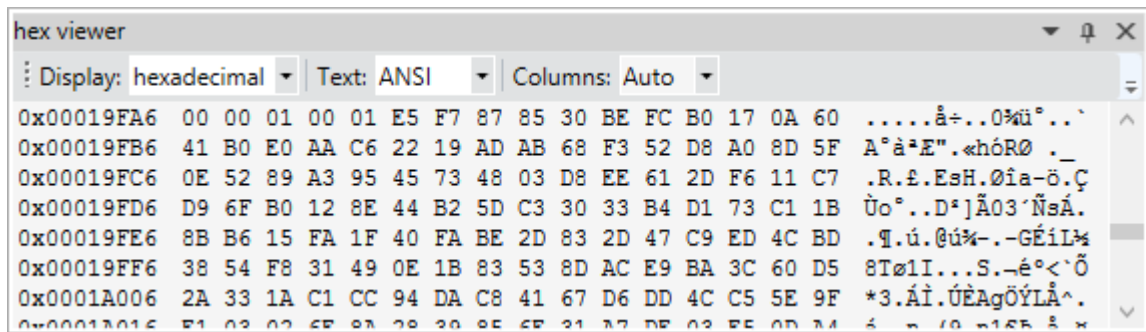 hex viewer
Display: hexadecimal Text: ANSI Columns: Auto
0x00019FA6 00 00 01 00 01 E5 F7 87 85 30 BE FC B0 17 0A 60 .....å÷..0¾ü°..`
0x00019FB6 41 B0 E0 AA C6 22 19 AD AB 68 F3 52 D8 A0 8D 5F A°àªÆ".­«hóRØ ._
0x00019FC6 0E 52 89 A3 95 45 73 48 03 D8 EE 61 2D F6 11 C7 .R.£.EsH.Øîa-ö.Ç
0x00019FD6 D9 6F B0 12 8E 44 B2 5D C3 30 33 B4 D1 73 C1 1B Ùo°..D²]Ã03´ÑsÁ.
0x00019FE6 8B B6 15 FA 1F 40 FA BE 2D 83 2D 47 C9 ED 4C BD .¶.ú.@ú¾-.-GÉíL½
0x00019FF6 38 54 F8 31 49 0E 1B 83 53 8D AC E9 BA 3C 60 D5 8Tø1I...S.¬éº<`Õ
0x0001A006 2A 33 1A C1 CC 94 DA C8 41 67 D6 DD 4C C5 5E 9F *3.ÁÌ.ÚÈAgÖÝLÅ^.